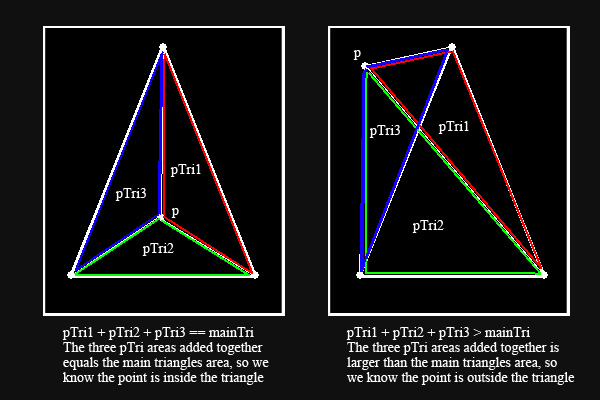 p
pTri3
pTri1
p
pTri2
pTri1 + pTri2 + pTri3 == mainTri
The three pTri areas added together
equals the main triangles area, so we
know the point is inside the triangle
pTri3
pTri1
pTri2
pTri1 + pTri2 + pTri3 > mainTri
The three pTri areas added together is
larger than the main triangles area, so
we know the point is outside the triangle